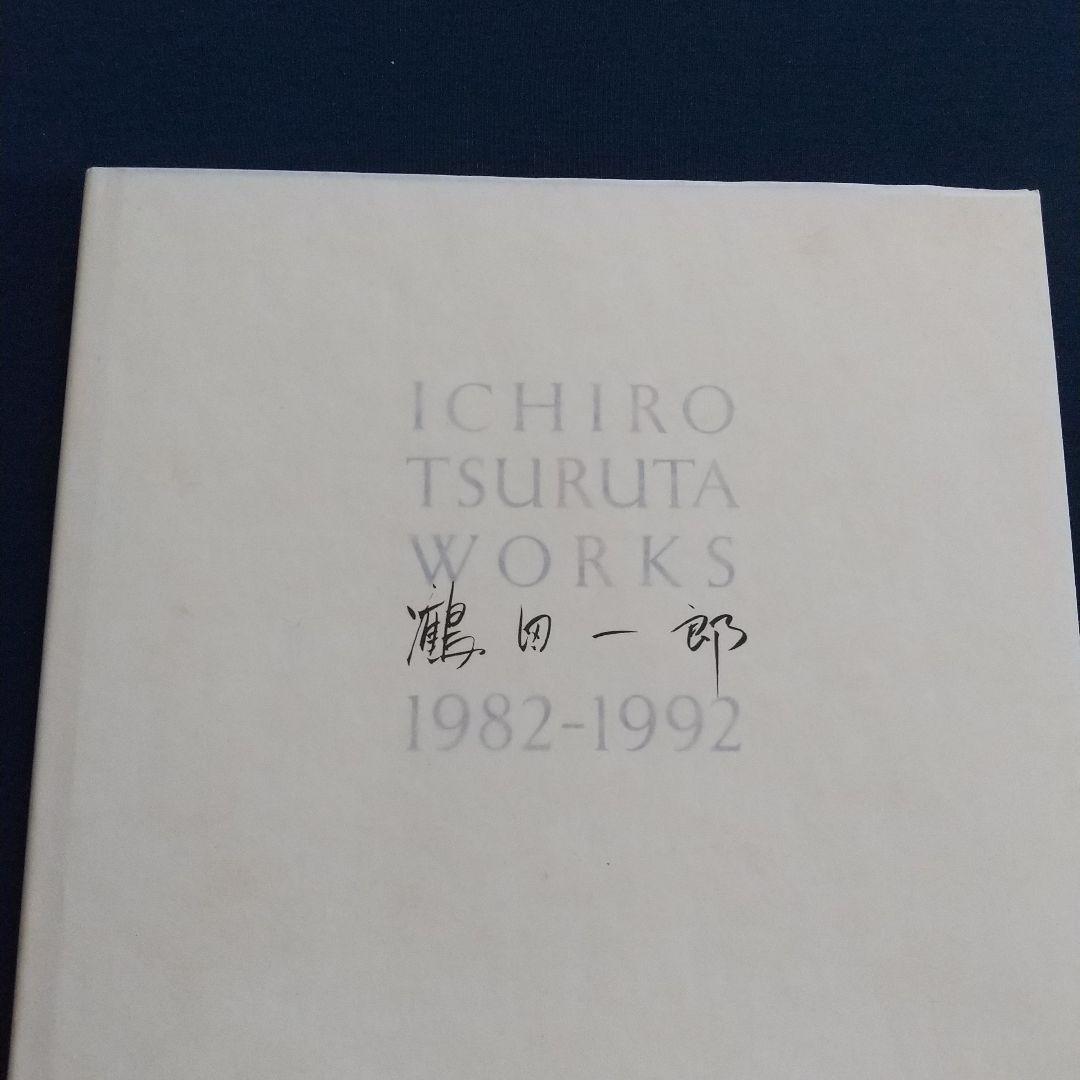 ICHIRO
TSURUTA
WORKS
鶴田一郎
1982-1992